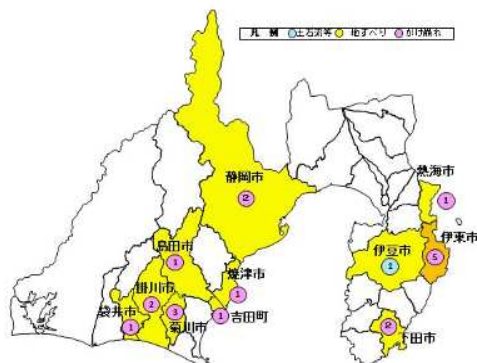 凡 例 土石流等 地すべり がけ崩れ
静岡市
2
熱海市
1
伊東市
5
伊豆市
1
島田市
1
焼津市
1
掛川市
2
袋井市
1
菊川市
3
吉田町
1
下田市
2